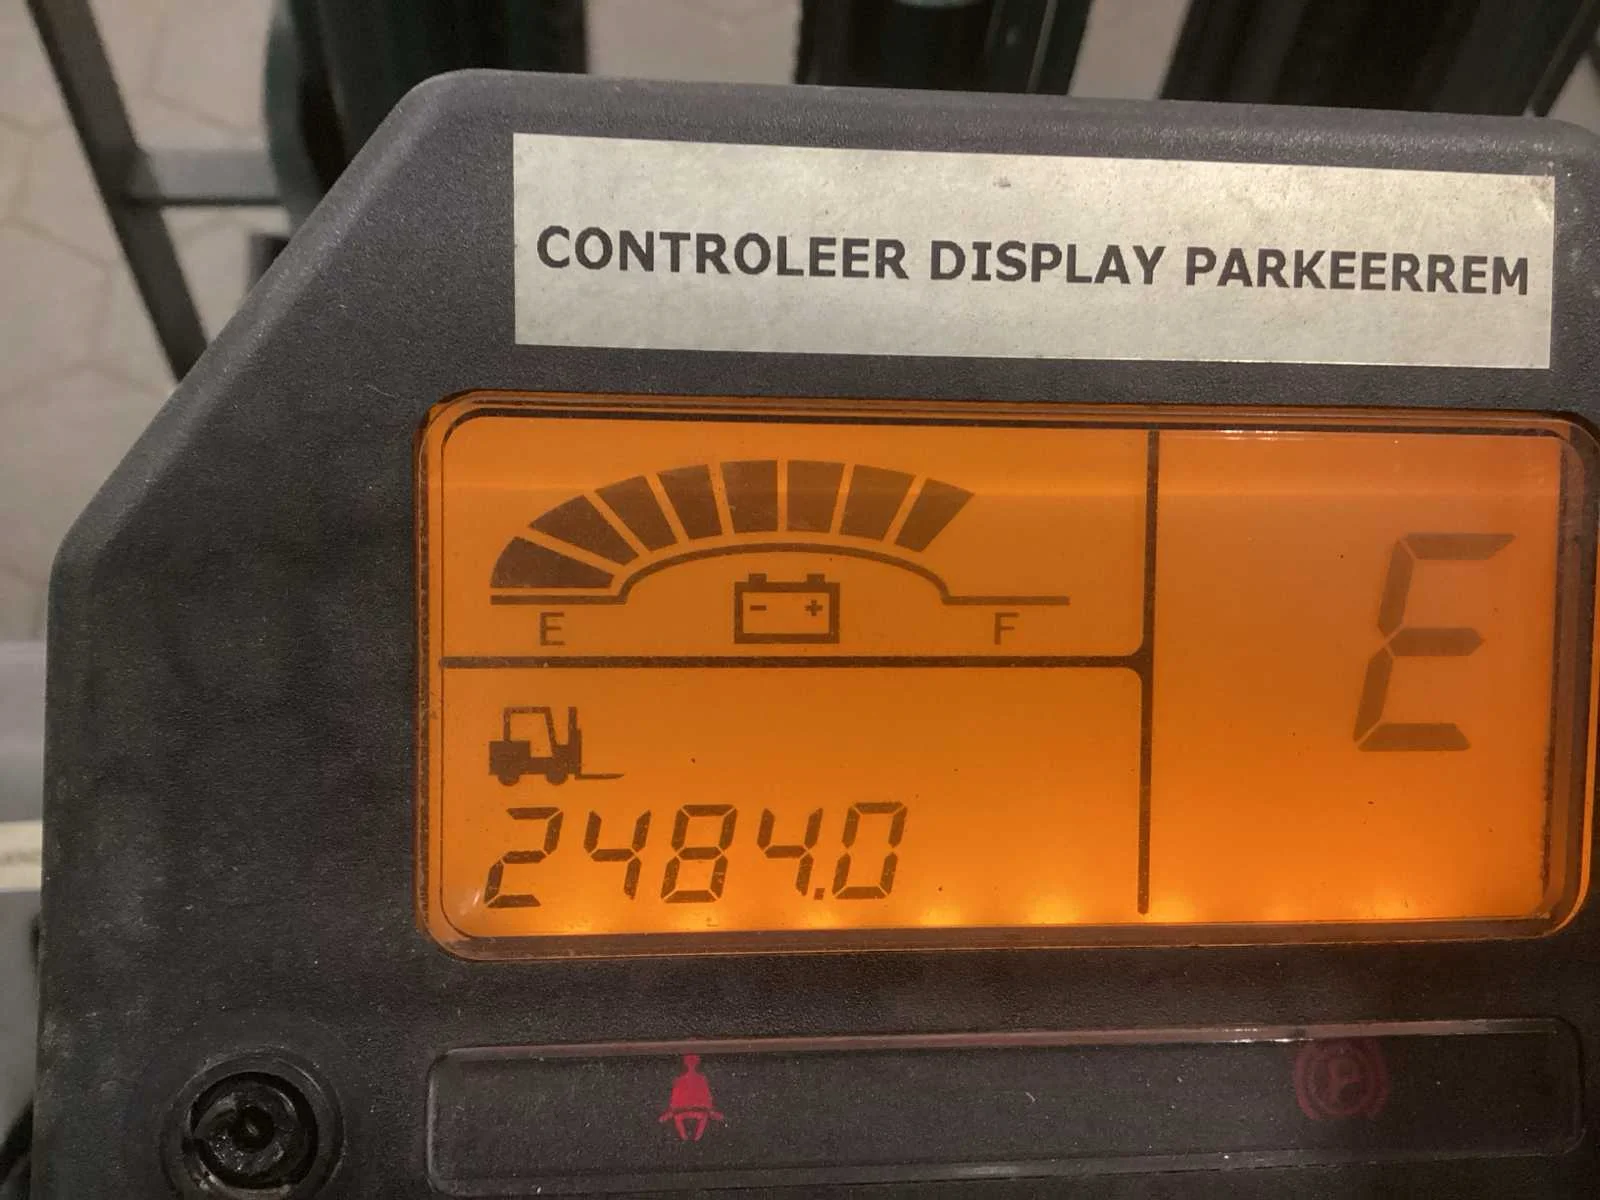 CONTROLEER DISPLAY PARKEERREM
E
- +
E F
2484.0
P